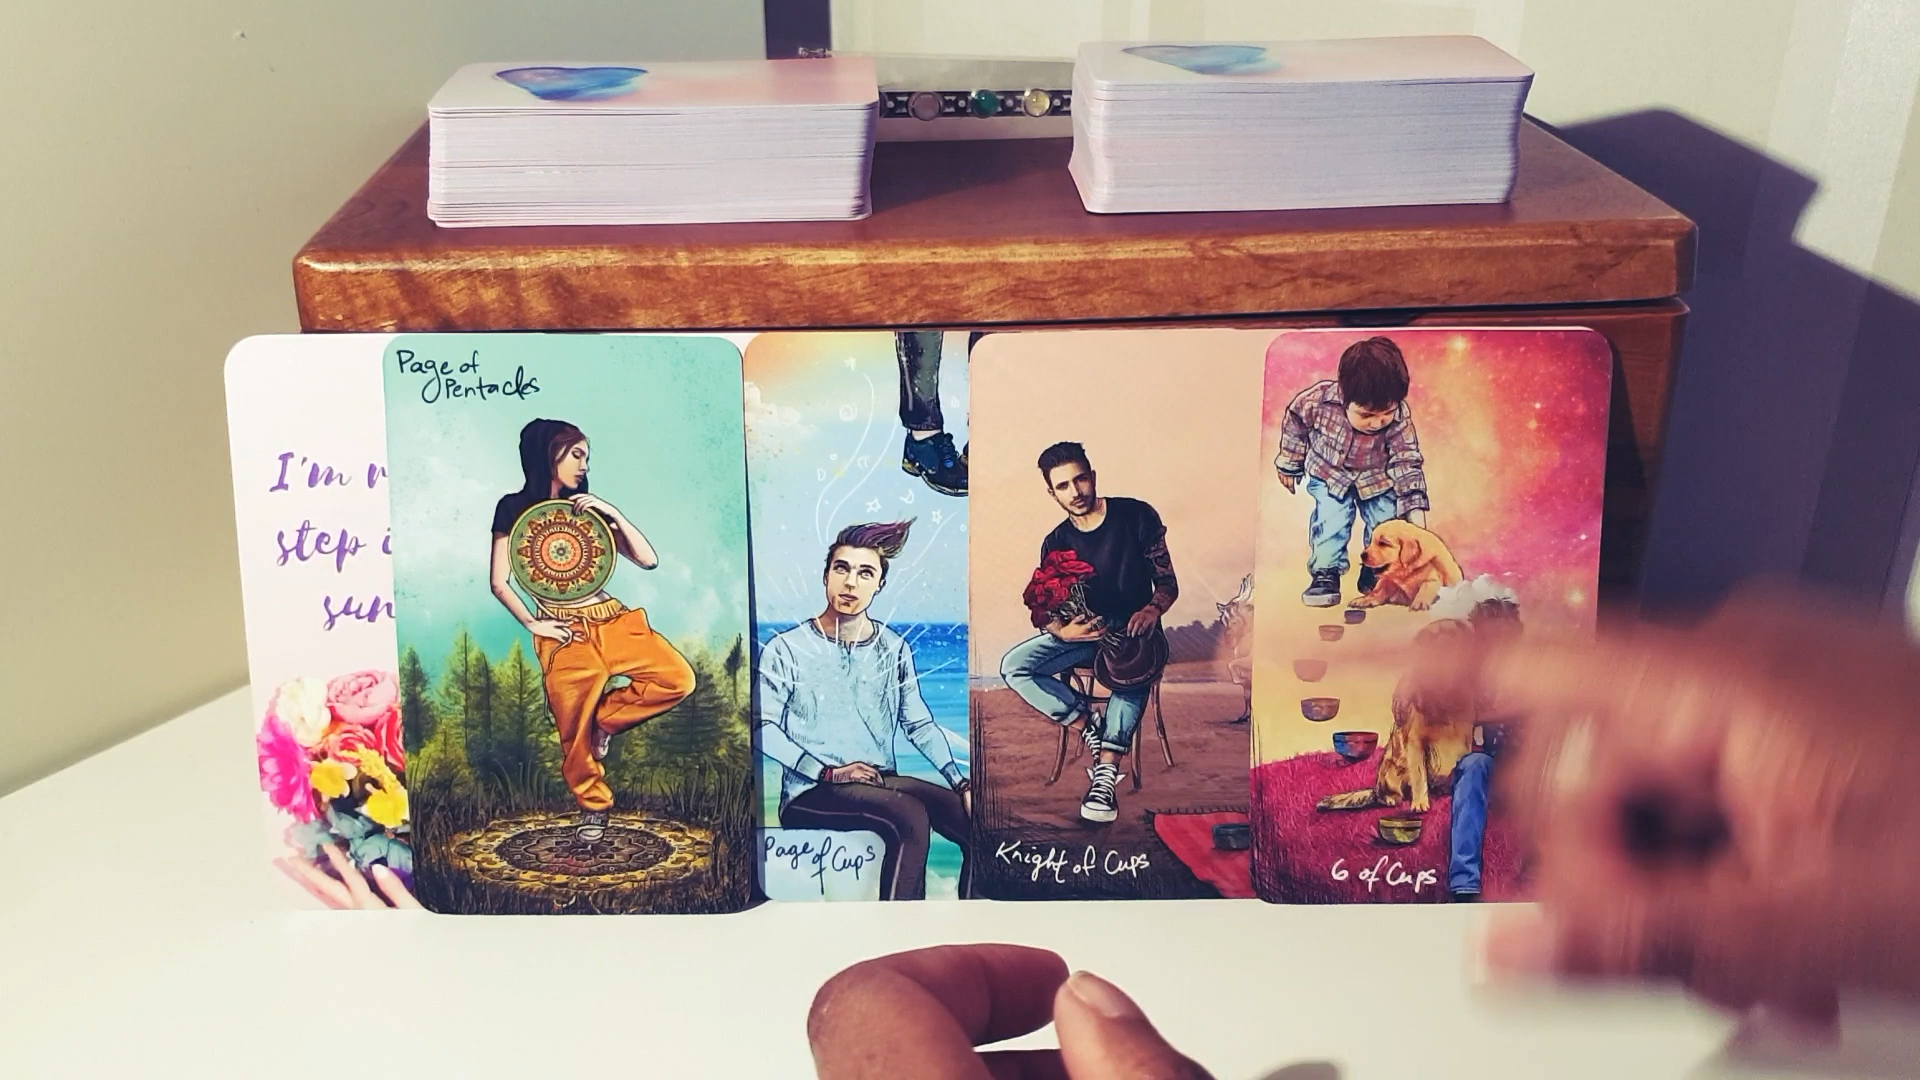 I'm
step
Page of
Pentacles
Page of Cups
Knight of Cups
6 of Cups